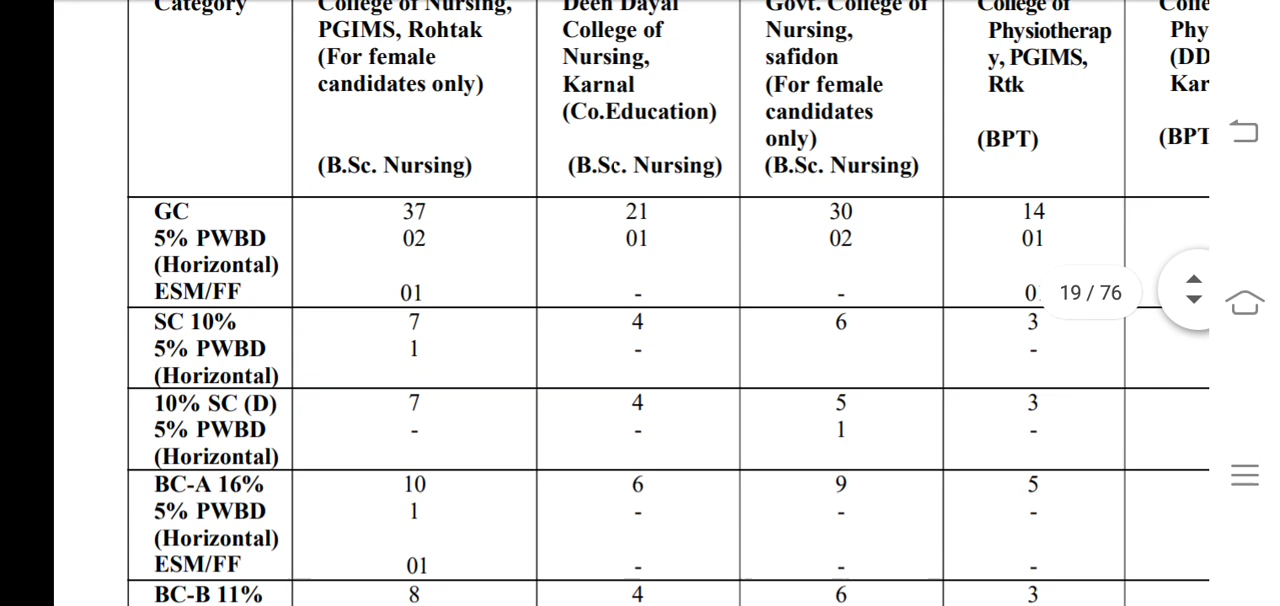 Category College of Nursing, Deen Dayal Govt. College of College of
PGIMS, Rohtak College of Nursing, Physiotherap Phy
(For female Nursing, safidon y, PGIMS, (DD
candidates only) Karnal (For female Rtk Kar
(Co.Education) candidates
only) (BPT) (BPT
(B.Sc. Nursing) (B.Sc. Nursing) (B.Sc. Nursing)
GC 37 21 30 14
5% PWBD 02 01 02 01
(Horizontal)
ESM/FF 01 - - 0 19 / 76
SC 10% 7 4 6 3
5% PWBD 1 - - -
(Horizontal)
10% SC (D) 7 4 5 3
5% PWBD - - 1 -
(Horizontal)
BC-A 16% 10 6 9 5
5% PWBD 1 - - -
(Horizontal)
ESM/FF 01 - - -
BC-B 11% 8 4 6 3